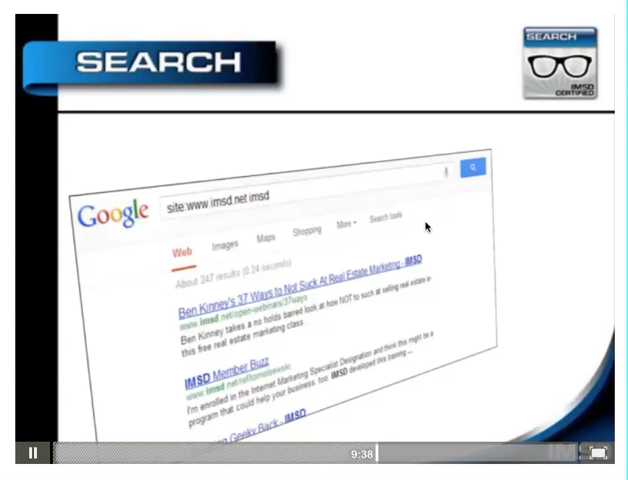 SEARCH
SEARCH
IMSD
CERTIFIED
Google
site:www.imsd.net imsd
Web Images Maps Shopping More Search tools
About 247 results (0.24 seconds)
Ben Kinney's 37 Ways to Not Suck At Real Estate Marketing - IMSD
www.imsd.net/open-webinars/37ways
Ben Kinney takes a no holds barred look at how NOT to suck at selling real estate in
this free real estate marketing class.
IMSD Member Buzz
I'm enrolled in the Internet Marketing Specialist Designation and think this might be a
program that could help your business, too. IMSD developed this training ...
Geeky Back - IMSD
9:38